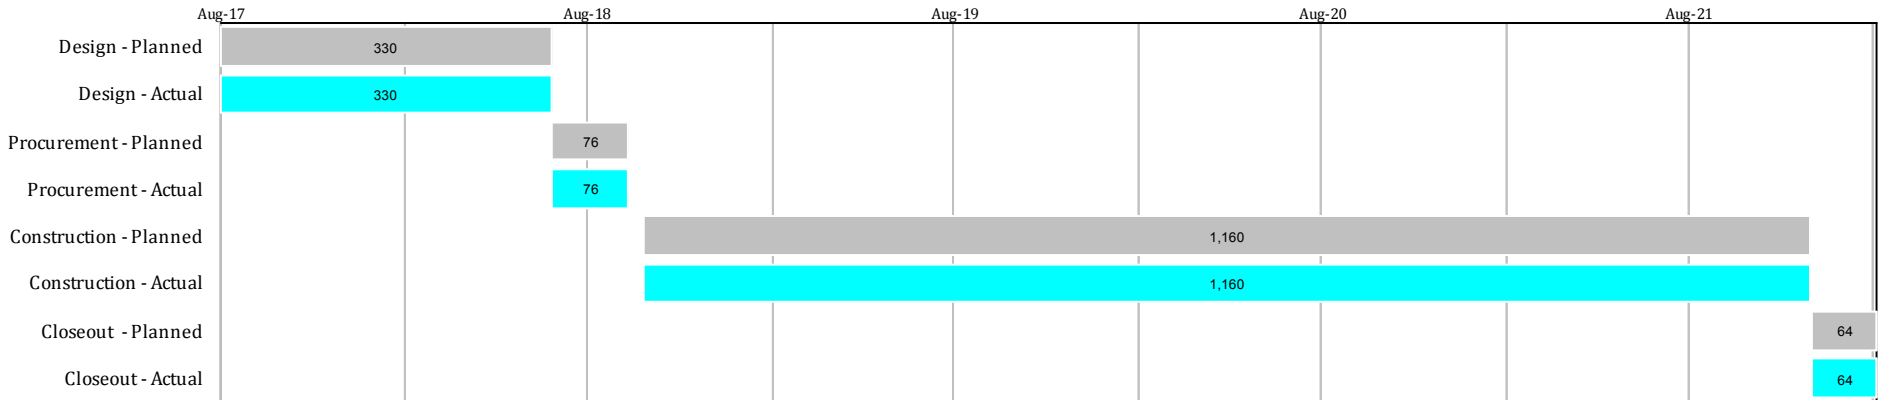 Aug-17 Aug-18 Aug-19 Aug-20 Aug-21
Design - Planned 330
Design - Actual 330
Procurement - Planned 76
Procurement - Actual 76
Construction - Planned 1,160
Construction - Actual 1,160
Closeout - Planned 64
Closeout - Actual 64